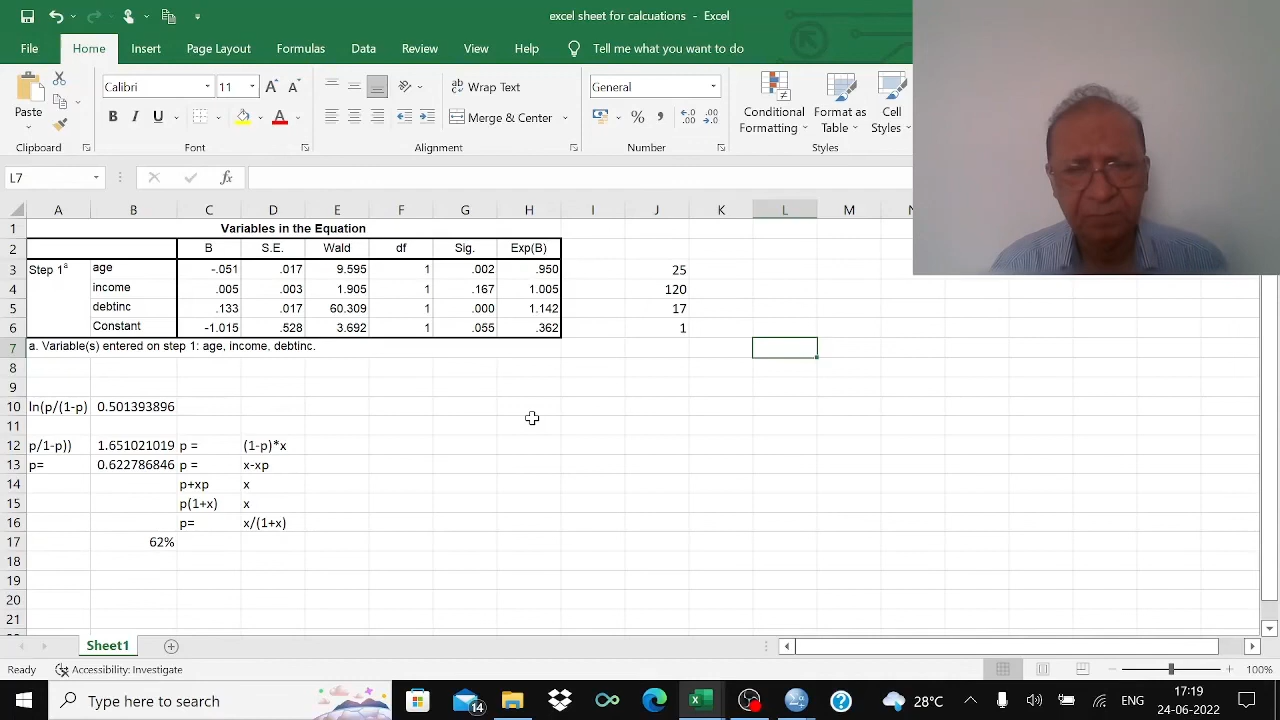 excel sheet for calcuations - Excel
File Home Insert Page Layout Formulas Data Review View Help Tell me what you want to do
Calibri 11 A A Wrap Text General
Paste B I U A Merge & Center % , Conditional Formatting Format as Table Cell Styles
Clipboard Font Alignment Number Styles
L7 fx
A B C D E F G H I J K L M N
1 Variables in the Equation
2 B S.E. Wald df Sig. Exp(B)
3 Step 1a age -.051 .017 9.595 1 .002 .950 25
4 income .005 .003 1.905 1 .167 1.005 120
5 debtinc .133 .017 60.309 1 .000 1.142 17
6 Constant -1.015 .528 3.692 1 .055 .362 1
7 a. Variable(s) entered on step 1: age, income, debtinc.
8
9
10 ln(p/(1-p) 0.501393896
11
12 p/1-p)) 1.651021019 p = (1-p)*x
13 p= 0.622786846 p = x-xp
14 p+xp x
15 p(1+x) x
16 p= x/(1+x)
17 62%
18
19
20
21
Sheet1
Ready Accessibility: Investigate 100%
Type here to search 14 28°C ENG 17:19
24-06-2022